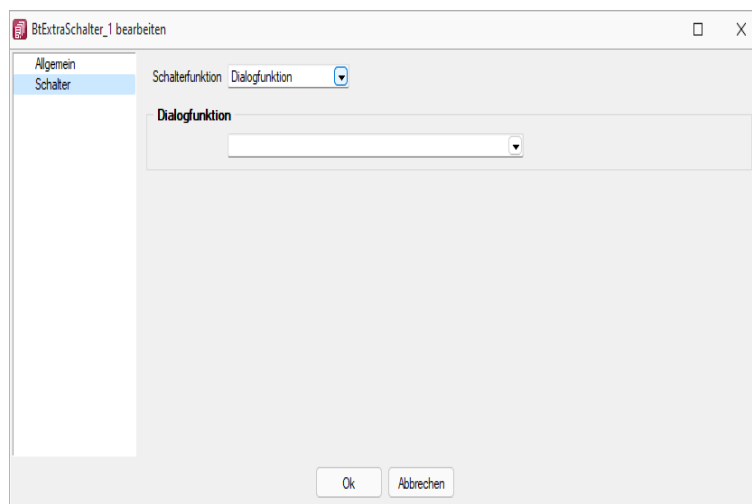 BtExtraSchalter_1 bearbeiten
Allgemein
Schalter
Schalterfunktion Dialogfunktion
Dialogfunktion
Ok Abbrechen